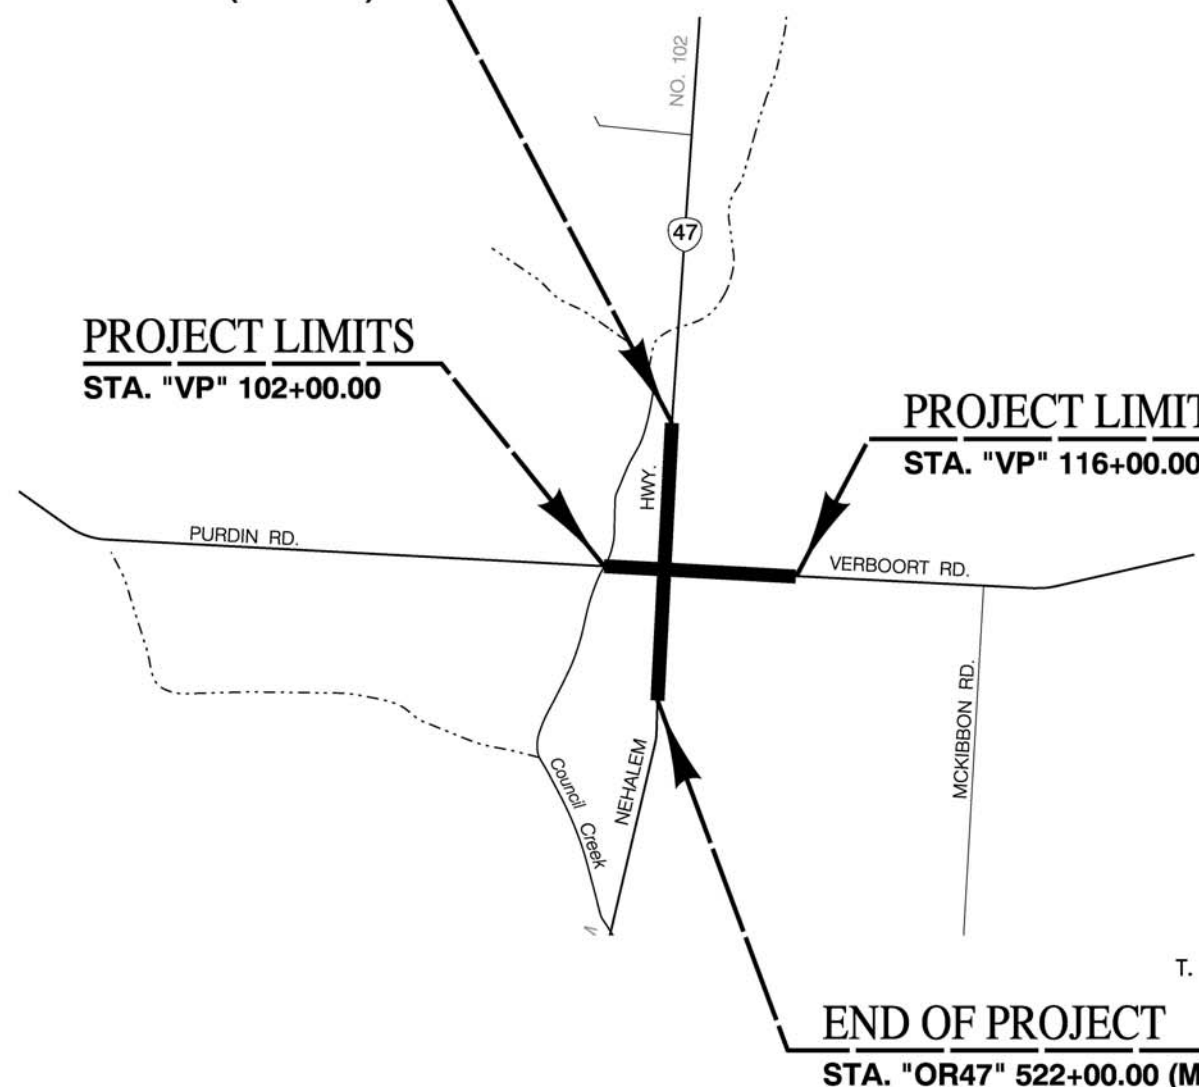 NO. 102
47
PROJECT LIMITS
STA. "VP" 102+00.00
PROJECT LIMIT
STA. "VP" 116+00.00
HWY.
PURDIN RD.
VERBOORT RD.
MCKIBBON RD.
NEHALEM
Council Creek
T.
END OF PROJECT
STA. "OR47" 522+00.00 (M